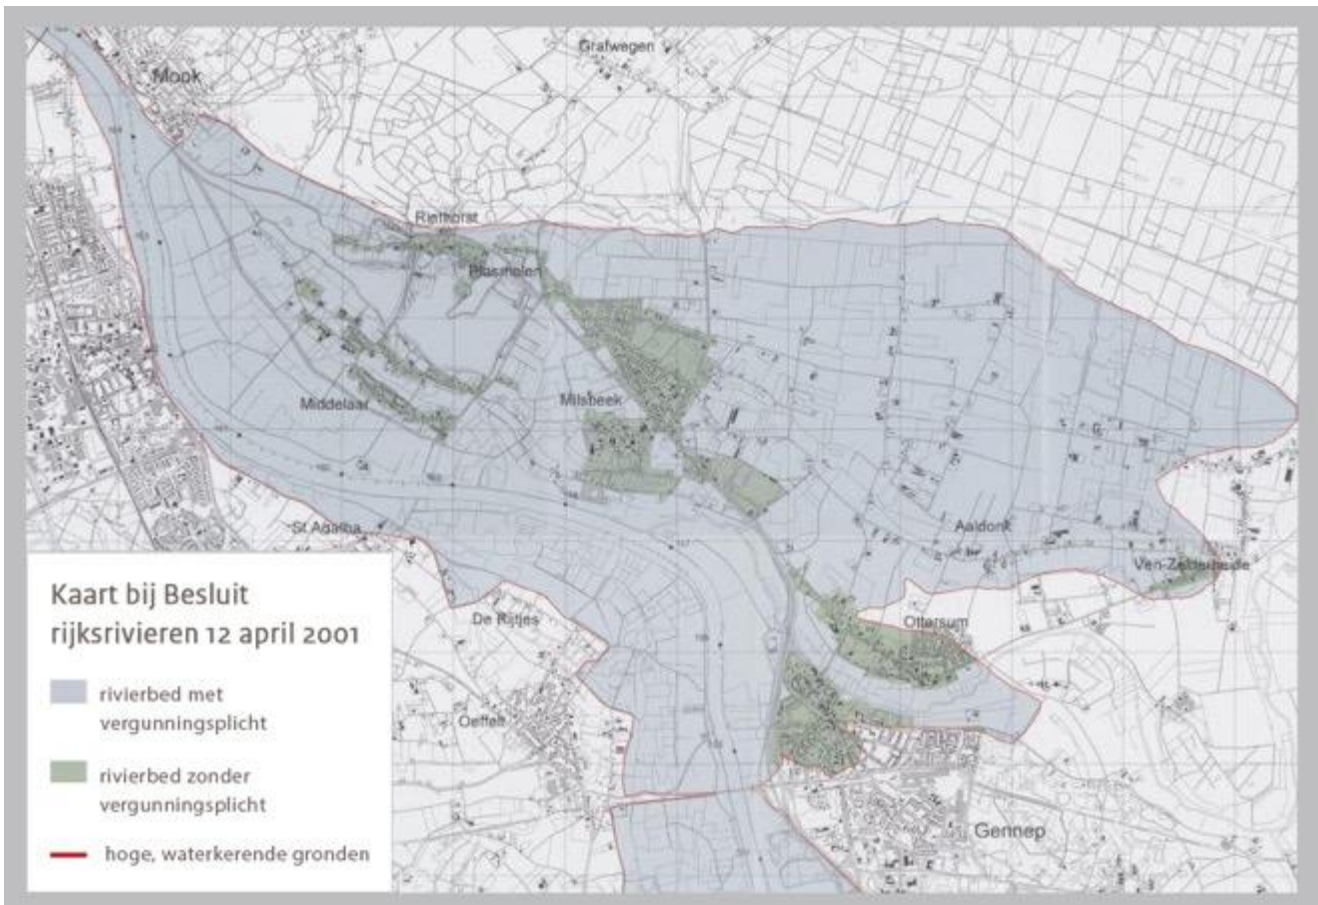 Grafwegen
Mook
Riethorst
Plasmolen
Middelaar
Milsbeek
St Agatha
Aaldonk
Ven-Zelderheide
De Rijtjes
Ottersum
Oeffelt
Gennep
Kaart bij Besluit
rijksrivieren 12 april 2001
rivierbed met
vergunningsplicht
rivierbed zonder
vergunningsplicht
hoge, waterkerende gronden